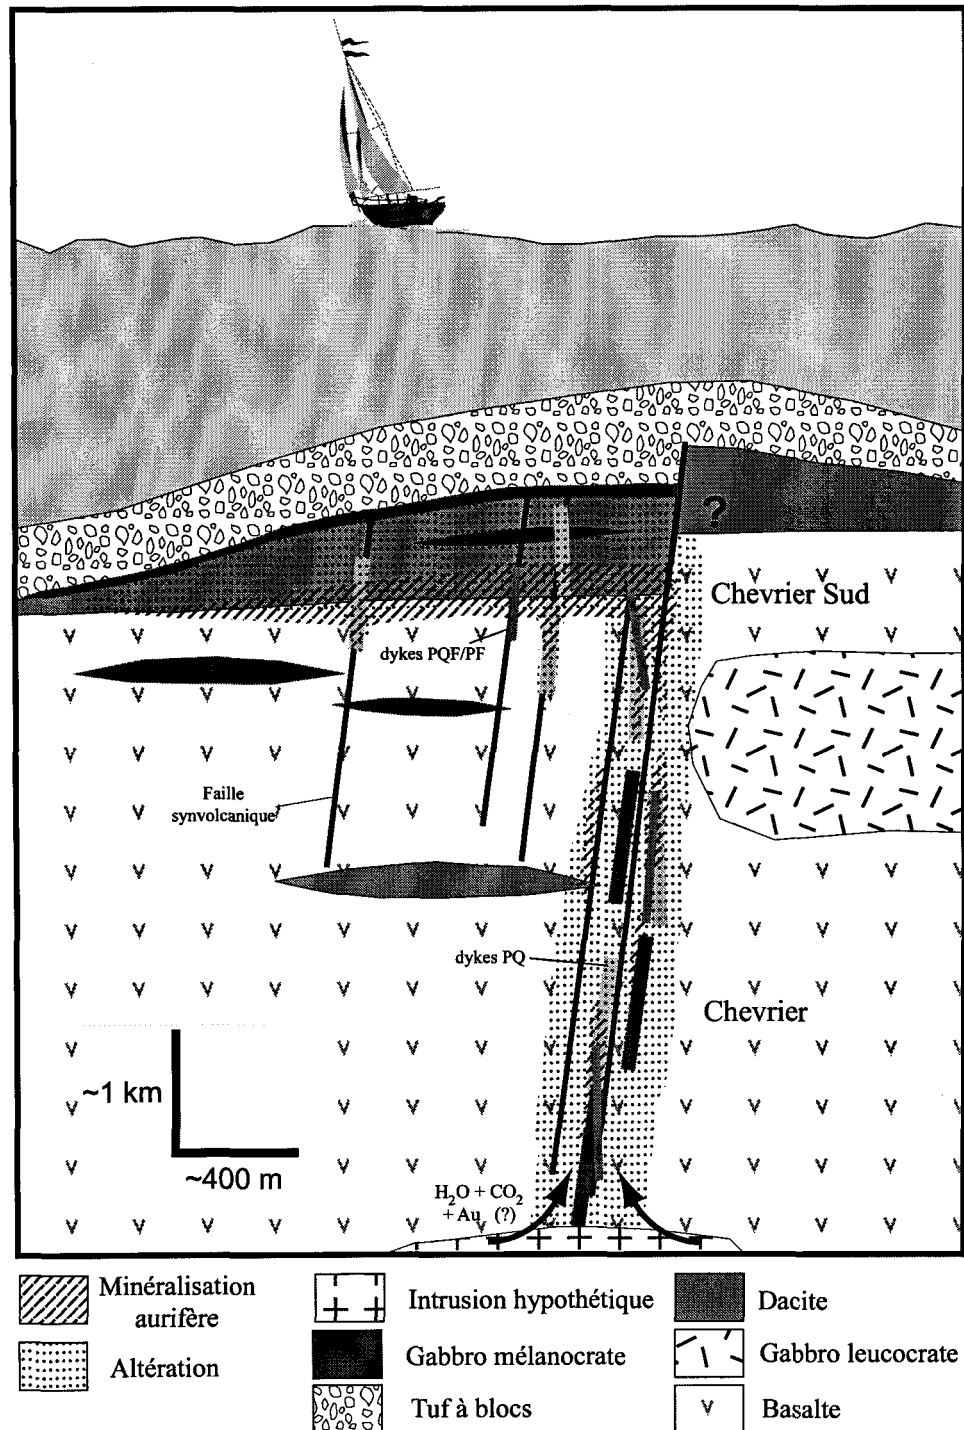 ?
Chevrier Sud
dykes PQF/PF
Faille
synvolcanique
dykes PQ
Chevrier
~1 km
~400 m
H₂O + CO₂
+ Au (?)
Minéralisation
aurifère
Intrusion hypothétique
Dacite
Altération
Gabbro mélanocrate
Gabbro leucocrate
Tuf à blocs
Basalte